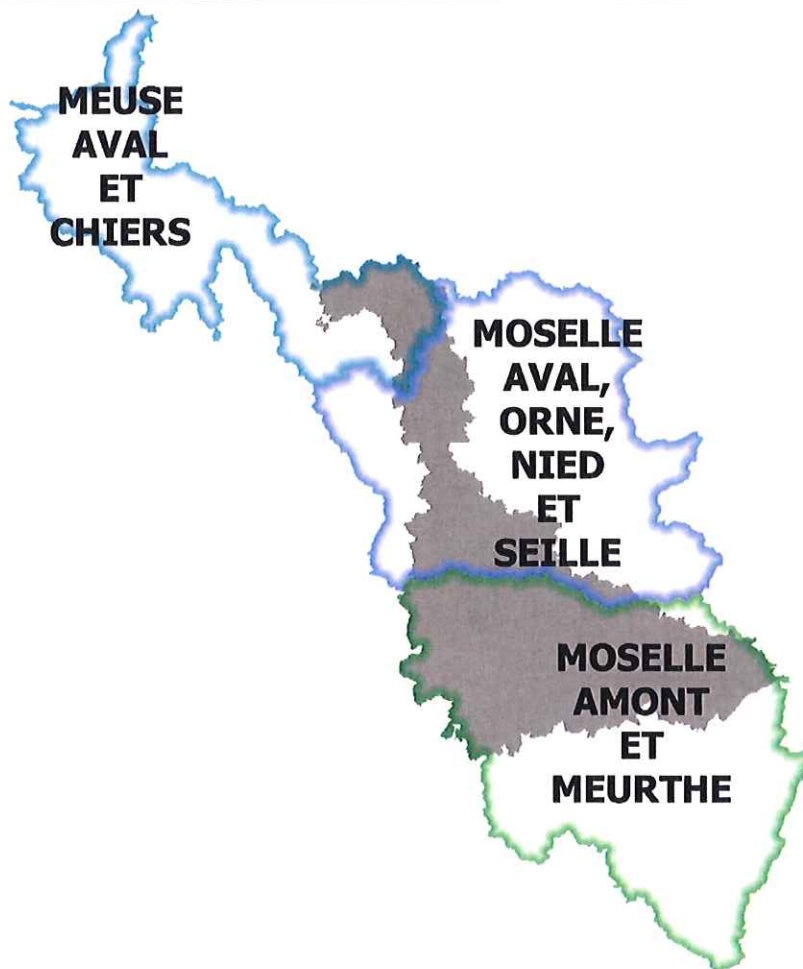 MEUSE
AVAL
ET
CHIERS
MOSELLE
AVAL,
ORNE,
NIED
ET
SEILLE
MOSELLE
AMONT
ET
MEURTHE